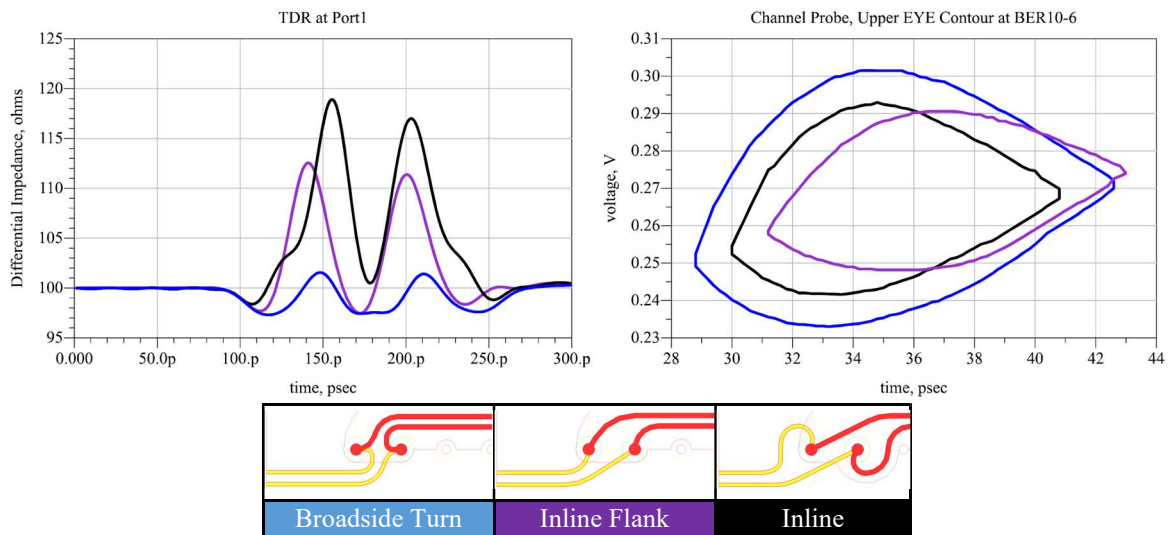 TDR at Port1
125
120
115
110
105
100
95
Differential Impedance, ohms
0.000 50.p 100.p 150.p 200.p 250.p 300.p
time, psec
Channel Probe, Upper EYE Contour at BER10-6
0.31
0.30
0.29
0.28
0.27
0.26
0.25
0.24
0.23
voltage, V
28 30 32 34 36 38 40 42 44
time, psec
Broadside Turn Inline Flank Inline